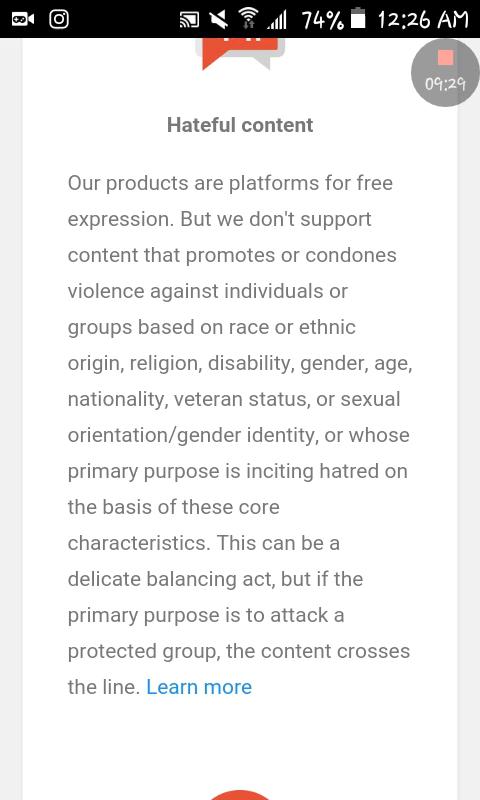 74% 12:26 AM
09:29
Hateful content
Our products are platforms for free
expression. But we don't support
content that promotes or condones
violence against individuals or
groups based on race or ethnic
origin, religion, disability, gender, age,
nationality, veteran status, or sexual
orientation/gender identity, or whose
primary purpose is inciting hatred on
the basis of these core
characteristics. This can be a
delicate balancing act, but if the
primary purpose is to attack a
protected group, the content crosses
the line. Learn more